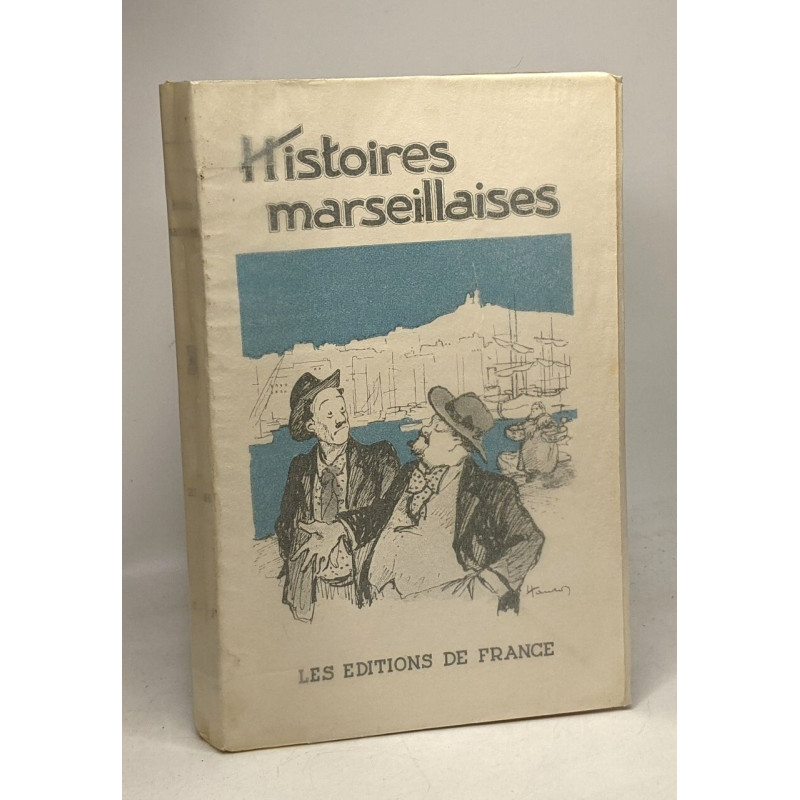 Histoires
marseillaises
LES EDITIONS DE FRANCE